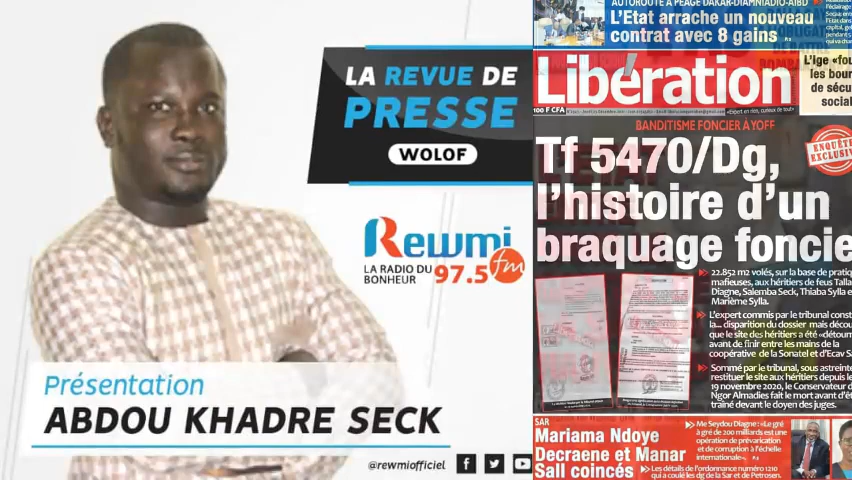 LA REVUE DE
PRESSE
WOLOF
Rewmi fm
LA RADIO DU
BONHEUR
97.5
Présentation
ABDOU KHADRE SECK
@rewmiofficiel
AUTOROUTE A PEAGE DAKAR-DIAMNIADIO-AIBD
L'Etat arrache un nouveau
contrat avec 8 gains
L'ige «fou
les bour
de sécu
social
Libération
100 F CFA
BANDITISME FONCIER À YOFF
ENQUÊTE
EXCLUSIV
Tf 5470/Dg,
l'histoire d'un
braquage foncie
22.852 m2 volés, sur la base de pratiq
mafieuses, aux héritiers de feus Talla
Diagne, Salemba Seck, Thiaba Sylla e
Marième Sylla.
L'expert commis par le tribunal const
la... disparition du dossier mais décou
que le site des héritiers a été «détourn
avant de finir entre les mains de la
coopérative de la Sonatel et d'Ecav Sa
Sommé par le tribunal, sous astreinte
restituer le site aux héritiers depuis le
19 novembre 2020, le Conservateur d
Ngor Almadies fait le mort avant d'êt
traîné devant le doyen des juges.
SAR
Mariama Ndoye
Decraene et Manar
Sall coincés
Me Seydou Diagne : «Le gré
à gré de 200 milliards est une
opération de prévarication
et de corruption à l'échelle
internationale».
Les détails de l'ordonnance numéro 1210
qui a coulé les dg de la Sar et de Petrosen.